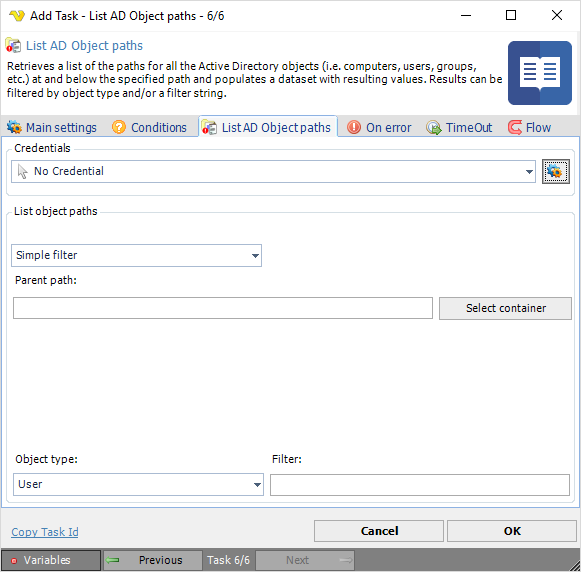 Add Task - List AD Object paths - 6/6
List AD Object paths
Retrieves a list of the paths for all the Active Directory objects (i.e. computers, users, groups,
etc.) at and below the specified path and populates a dataset with resulting values. Results can be
filtered by object type and/or a filter string.
Main settings Conditions List AD Object paths On error TimeOut Flow
Credentials
No Credential
List object paths
Simple filter
Parent path:
Select container
Object type: Filter:
User
Copy Task Id Cancel OK
Variables Previous Task 6/6 Next